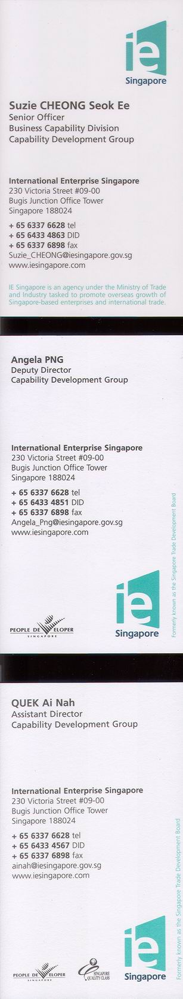 ie
Singapore
Suzie CHEONG Seok Ee
Senior Officer
Business Capability Division
Capability Development Group
International Enterprise Singapore
230 Victoria Street #09-00
Bugis Junction Office Tower
Singapore 188024
+ 65 6337 6628 tel
+ 65 6433 4863 DID
+ 65 6337 6898 fax
Suzie_CHEONG@iesingapore.gov.sg
www.iesingapore.com
IE Singapore is an agency under the Ministry of Trade
and Industry tasked to promote overseas growth of
Singapore-based enterprises and international trade.
Angela PNG
Deputy Director
Capability Development Group
International Enterprise Singapore
230 Victoria Street #09-00
Bugis Junction Office Tower
Singapore 188024
+ 65 6337 6628 tel
+ 65 6433 4851 DID
+ 65 6337 6898 fax
Angela_Png@iesingapore.gov.sg
www.iesingapore.com
Formerly known as the Singapore Trade Development Board
PEOPLE DEVELOPER
SINGAPORE
ie
Singapore
QUEK Ai Nah
Assistant Director
Capability Development Group
International Enterprise Singapore
230 Victoria Street #09-00
Bugis Junction Office Tower
Singapore 188024
+ 65 6337 6628 tel
+ 65 6433 4567 DID
+ 65 6337 6898 fax
ainah@iesingapore.gov.sg
www.iesingapore.com
Formerly known as the Singapore Trade Development Board
PEOPLE DEVELOPER
SINGAPORE
SINGAPORE
QUALITY CLASS
ie
Singapore